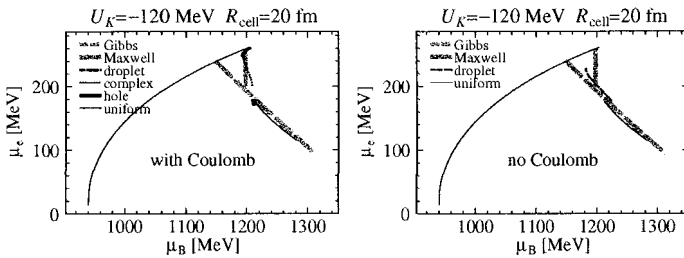 U_K=−120 MeV R_cell=20 fm
μ_e [MeV]
200
100
0
Gibbs
Maxwell
droplet
complex
hole
uniform
with Coulomb
1000 1100 1200 1300
μ_B [MeV]
U_K=−120 MeV R_cell=20 fm
μ_e [MeV]
200
100
0
Gibbs
Maxwell
droplet
uniform
no Coulomb
1000 1100 1200 1300
μ_B [MeV]